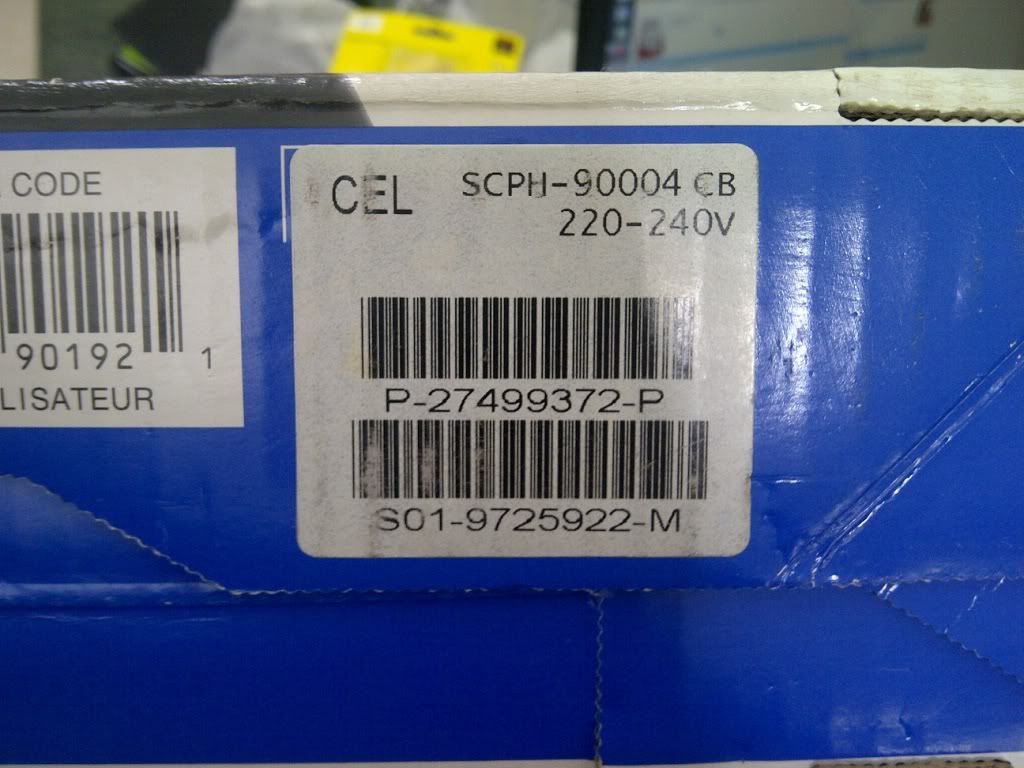 CODE
90192 1
LISATEUR
CEL SCPH-90004 CB
220-240V
P-27499372-P
S01-9725922-M